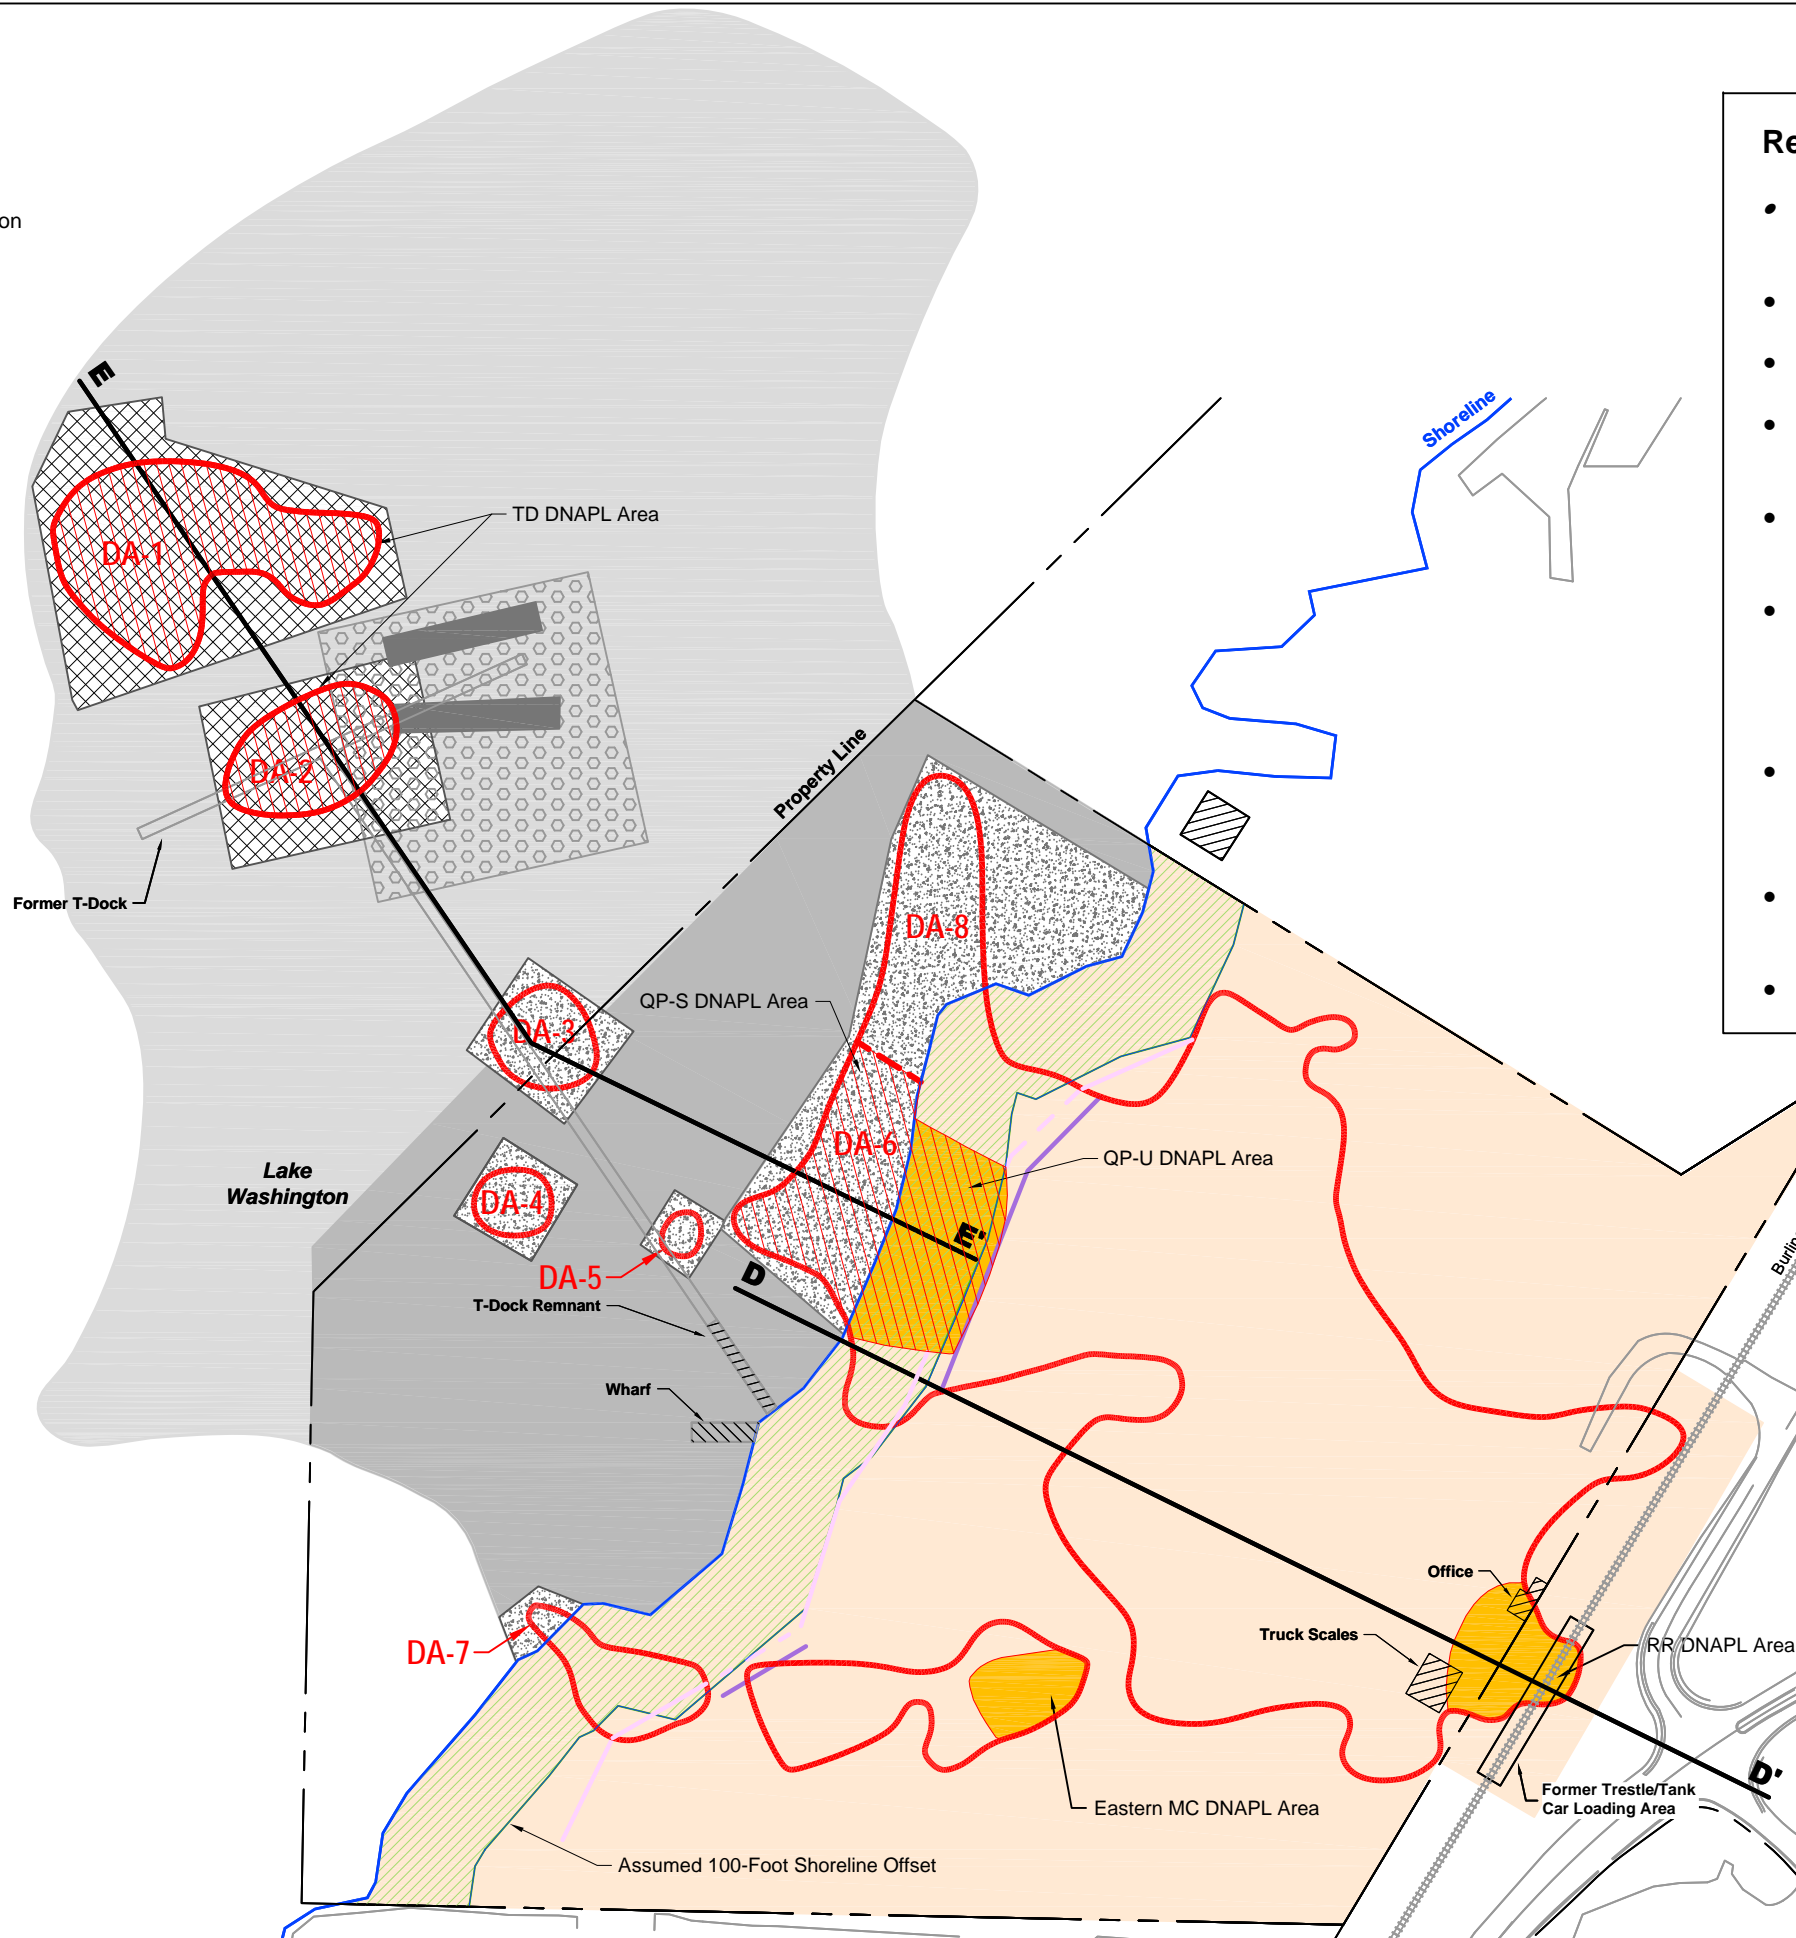 Re
on
E
Shoreline
TD DNAPL Area
DA-1
DA-2
Property Line
Former T-Dock
DA-8
QP-S DNAPL Area
DA-3
DA-6
QP-U DNAPL Area
Lake
Washington
DA-4
E'
D
DA-5
T-Dock Remnant
Burlin
Wharf
Office
Truck Scales
RR DNAPL Area
DA-7
D'
Former Trestle/Tank
Car Loading Area
Eastern MC DNAPL Area
Assumed 100-Foot Shoreline Offset